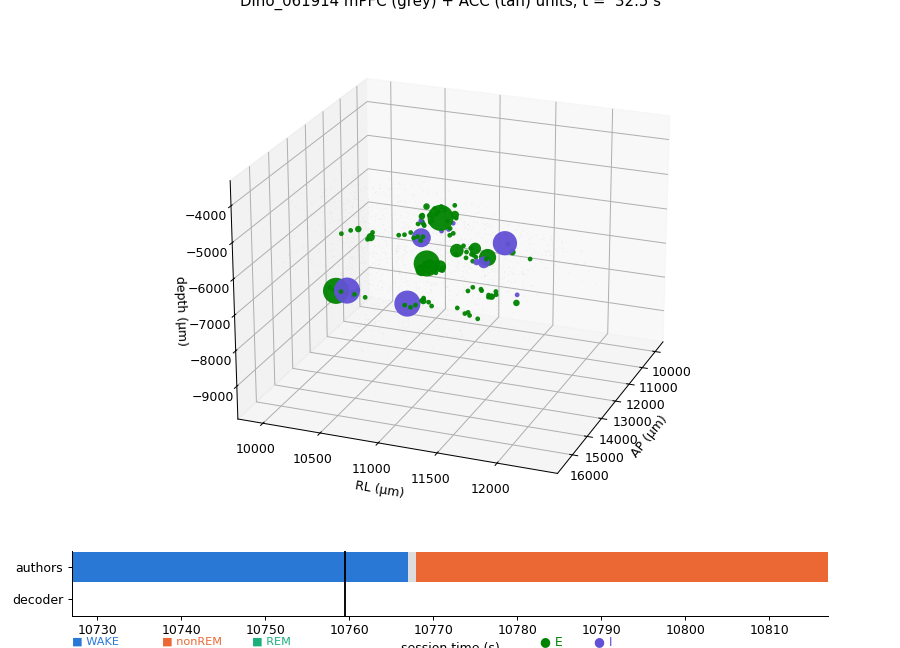 Dino_061914 mPFC (grey) + ACC (tan) units, t = 32.5 s
−4000
−5000
−6000
−7000
−8000
−9000
depth (µm)
10000
10500
11000
11500
12000
RL (µm)
10000
11000
12000
13000
14000
15000
16000
AP (µm)
authors
decoder
10730
10740
10750
10760
10770
10780
10790
10800
10810
WAKE
nonREM
REM
session time (s)
E
I